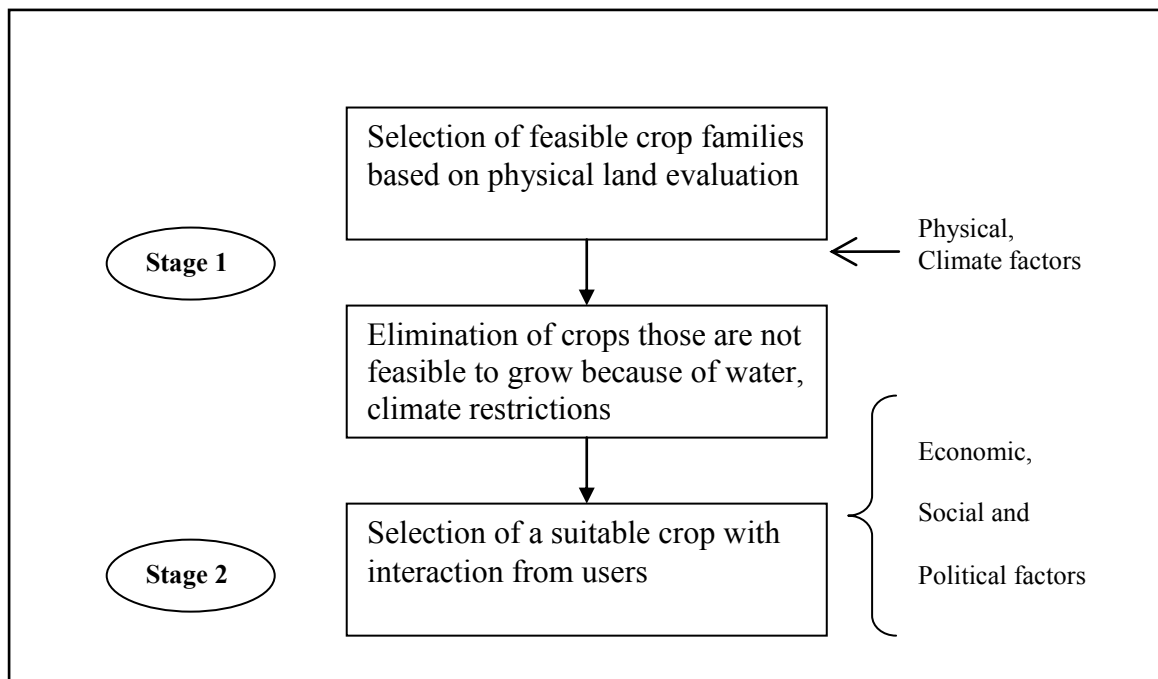 Selection of feasible crop families
based on physical land evaluation
Stage 1
Physical,
Climate factors
Elimination of crops those are not
feasible to grow because of water,
climate restrictions
Economic,
Social and
Political factors
Selection of a suitable crop with
interaction from users
Stage 2